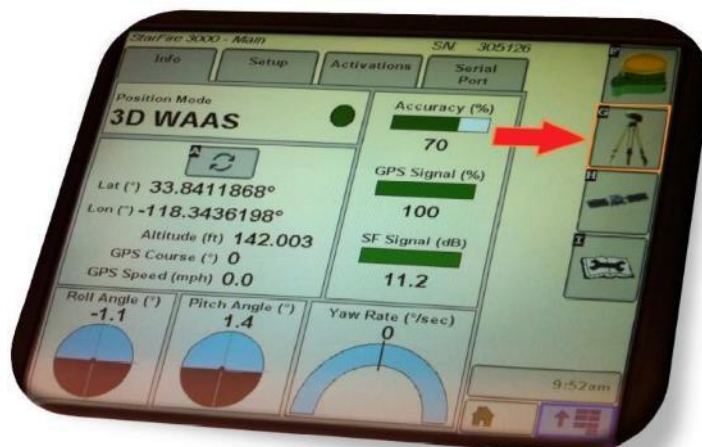 StarFire 3000 - Main
SN: 305126
Info
Setup
Activations
Serial
Port
Position Mode
3D WAAS
A
Lat (°) 33.8411868°
Lon (°) -118.3436198°
Altitude (ft) 142.003
GPS Course (°) 0
GPS Speed (mph) 0.0
Accuracy (%)
70
GPS Signal (%)
100
SF Signal (dB)
11.2
Roll Angle (°)
-1.1
Pitch Angle (°)
1.4
Yaw Rate (°/sec)
0
F
G
H
I
9:52am